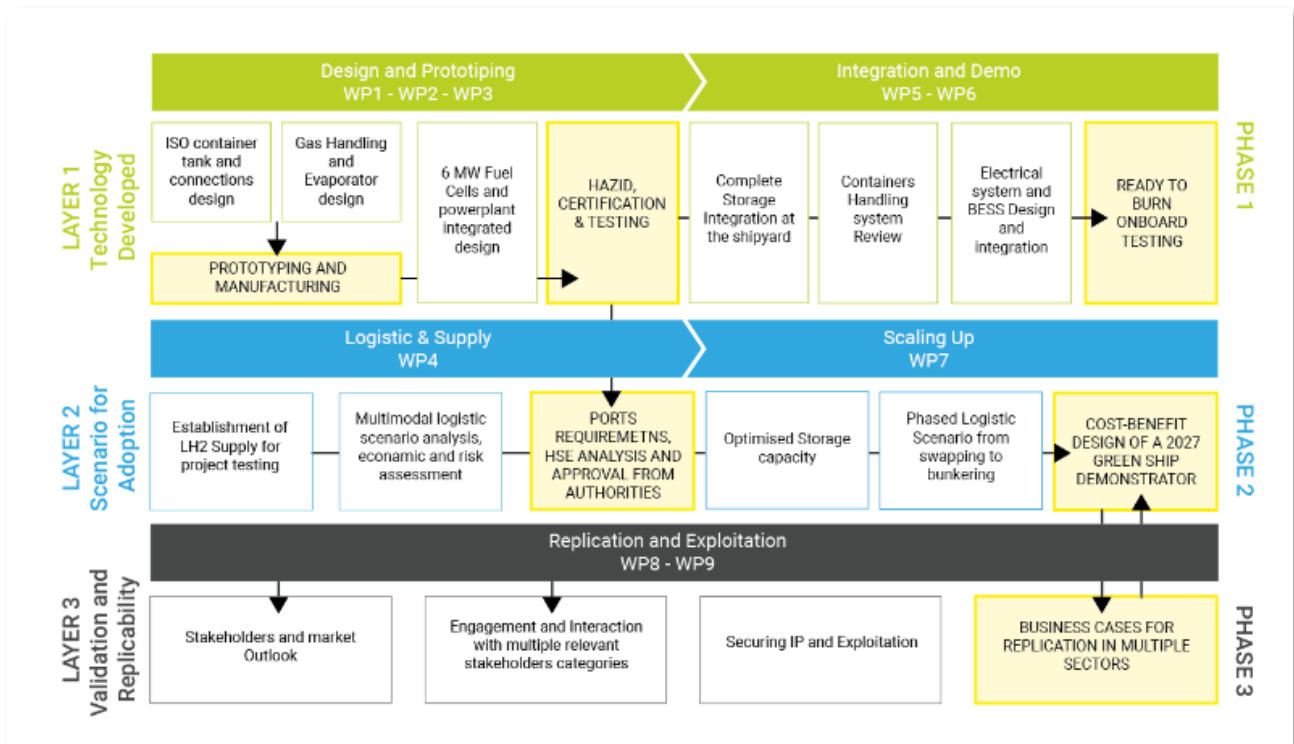 Design and Prototiping
WP1 - WP2 - WP3
Integration and Demo
WP5 - WP6
LAYER 1
Technology
Developed
PHASE 1
ISO container
tank and
connections
design
Gas Handling
and
Evaporator
design
PROTOTYPING AND
MANUFACTURING
6 MW Fuel
Cells and
powerplant
integrated
design
HAZID,
CERTIFICATION
& TESTING
Complete
Storage
Integration at
the shipyard
Containers
Handling
system
Review
Electrical
system and
BESS Design
and
integration
READY TO
BURN
ONBOARD
TESTING
Logistic & Supply
WP4
Scaling Up
WP7
LAYER 2
Scenario for
Adoption
PHASE 2
Establishment of
LH2 Supply for
project testing
Multimodal logistic
scenario analysis,
econamic and risk
assessment
PORTS
REQUIREMETNS,
HSE ANALYSIS AND
APPROVAL FROM
AUTHORITIES
Optimised Storage
capacity
Phased Logistic
Scenario from
swapping to
bunkering
COST-BENEFIT
DESIGN OF A 2027
GREEN SHIP
DEMONSTRATOR
Replication and Exploitation
WP8 - WP9
LAYER 3
Validation and
Replicability
PHASE 3
Stakeholders and market
Outlook
Engagement and Interaction
with multiple relevant
stakeholders categories
Securing IP and Exploitation
BUSINESS CASES FOR
REPLICATION IN MULTIPLE
SECTORS